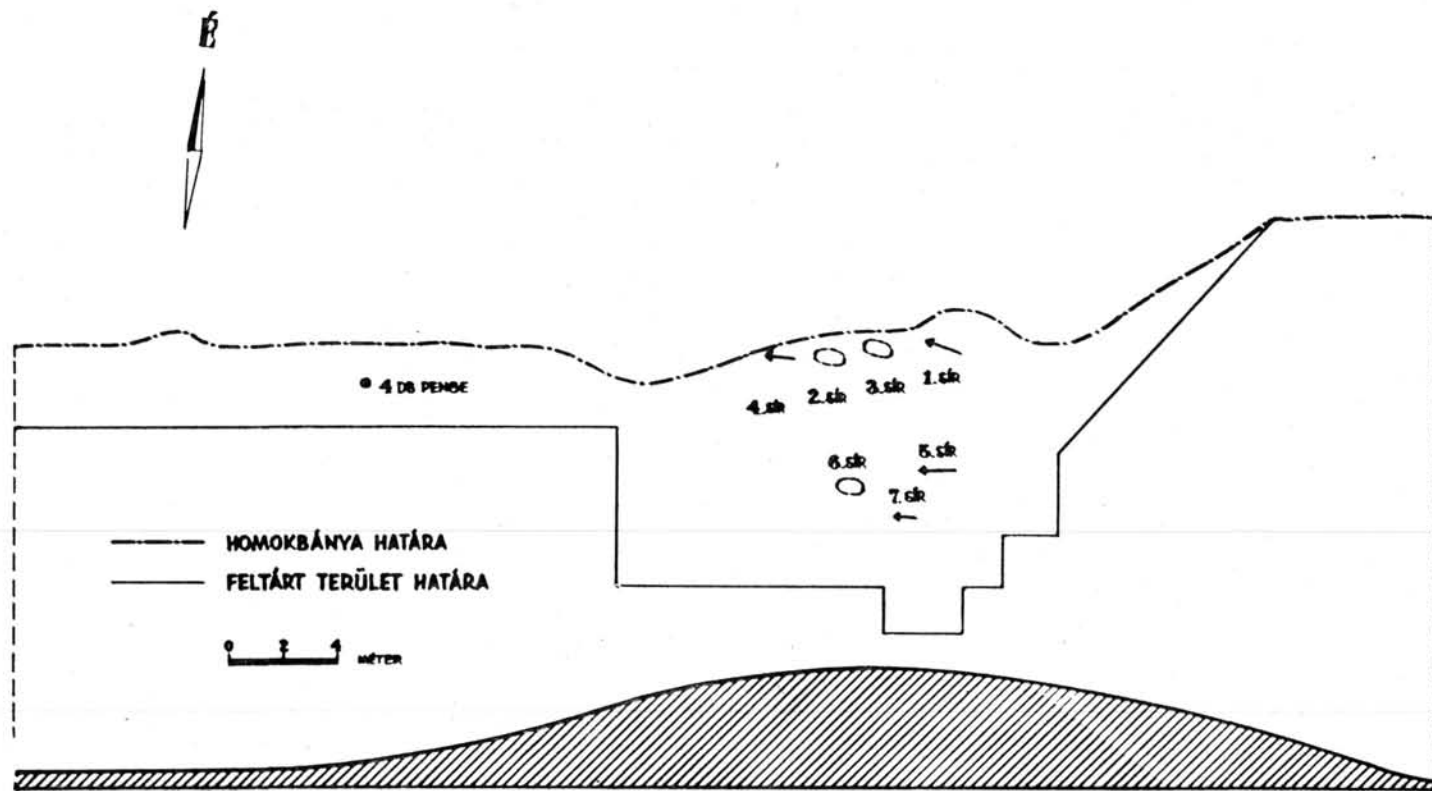 É
4 DB PENGE
4. SÍR
2. SÍR
3. SÍR
1. SÍR
6. SÍR
5. SÍR
7. SÍR
HOMOKBÁNYA HATÁRA
FELTÁRT TERÜLET HATÁRA
0 2 4
MÉTER